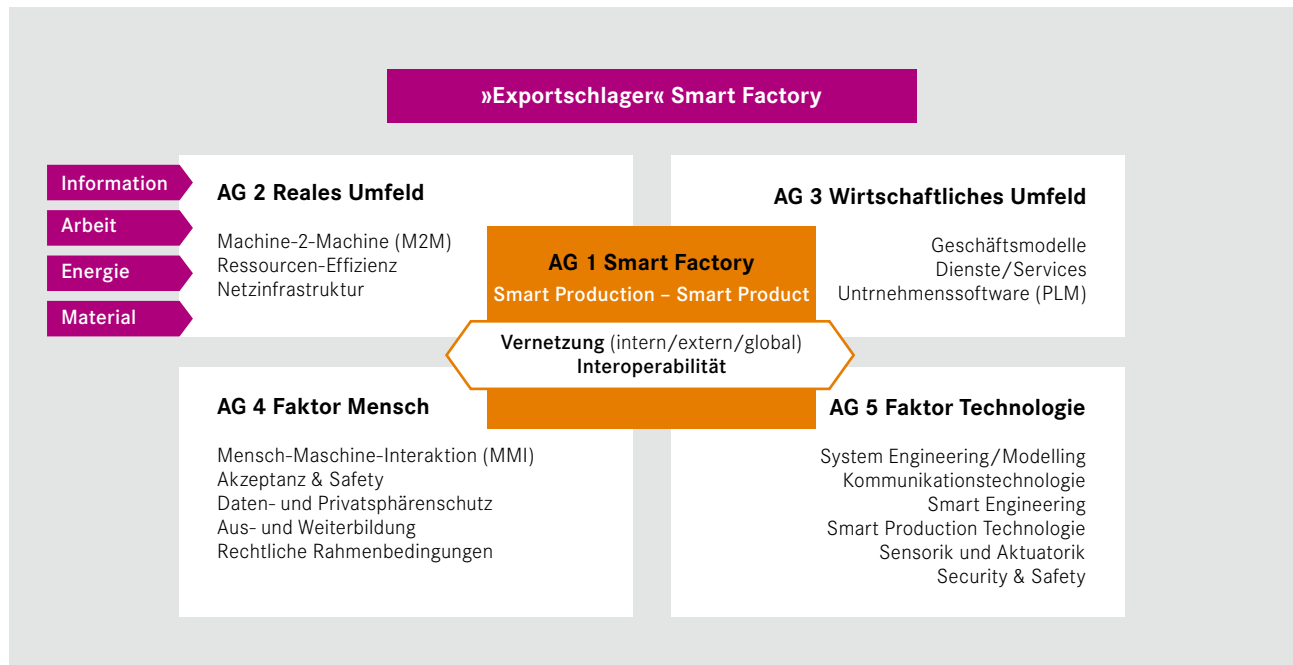 »Exportschlager« Smart Factory
Information
Arbeit
Energie
Material
AG 2 Reales Umfeld
Machine-2-Machine (M2M)
Ressourcen-Effizienz
Netzinfrastruktur
AG 1 Smart Factory
Smart Production – Smart Product
Vernetzung (intern/extern/global)
Interoperabilität
AG 3 Wirtschaftliches Umfeld
Geschäftsmodelle
Dienste/Services
Untrnehmenssoftware (PLM)
AG 4 Faktor Mensch
Mensch-Maschine-Interaktion (MMI)
Akzeptanz & Safety
Daten- und Privatsphärenschutz
Aus- und Weiterbildung
Rechtliche Rahmenbedingungen
AG 5 Faktor Technologie
System Engineering/Modelling
Kommunikationstechnologie
Smart Engineering
Smart Production Technologie
Sensorik und Aktuatorik
Security & Safety